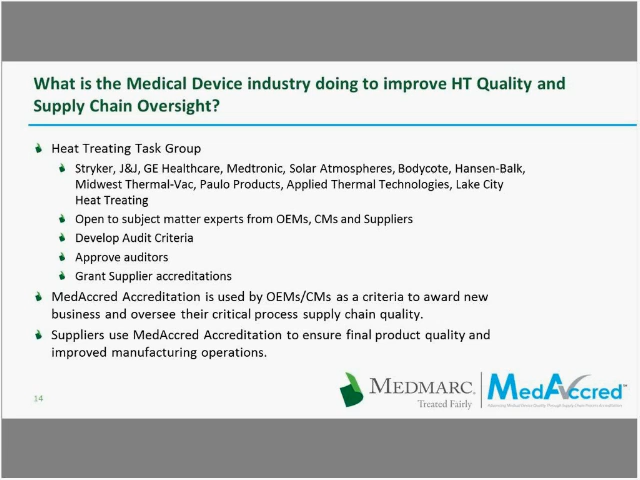 What is the Medical Device industry doing to improve HT Quality and
Supply Chain Oversight?
Heat Treating Task Group
Stryker, J&J, GE Healthcare, Medtronic, Solar Atmospheres, Bodycote, Hansen-Balk,
Midwest Thermal-Vac, Paulo Products, Applied Thermal Technologies, Lake City
Heat Treating
Open to subject matter experts from OEMs, CMs and Suppliers
Develop Audit Criteria
Approve auditors
Grant Supplier accreditations
MedAccred Accreditation is used by OEMs/CMs as a criteria to award new
business and oversee their critical process supply chain quality.
Suppliers use MedAccred Accreditation to ensure final product quality and
improved manufacturing operations.
MEDMARC
Treated Fairly
MedAccred™
14